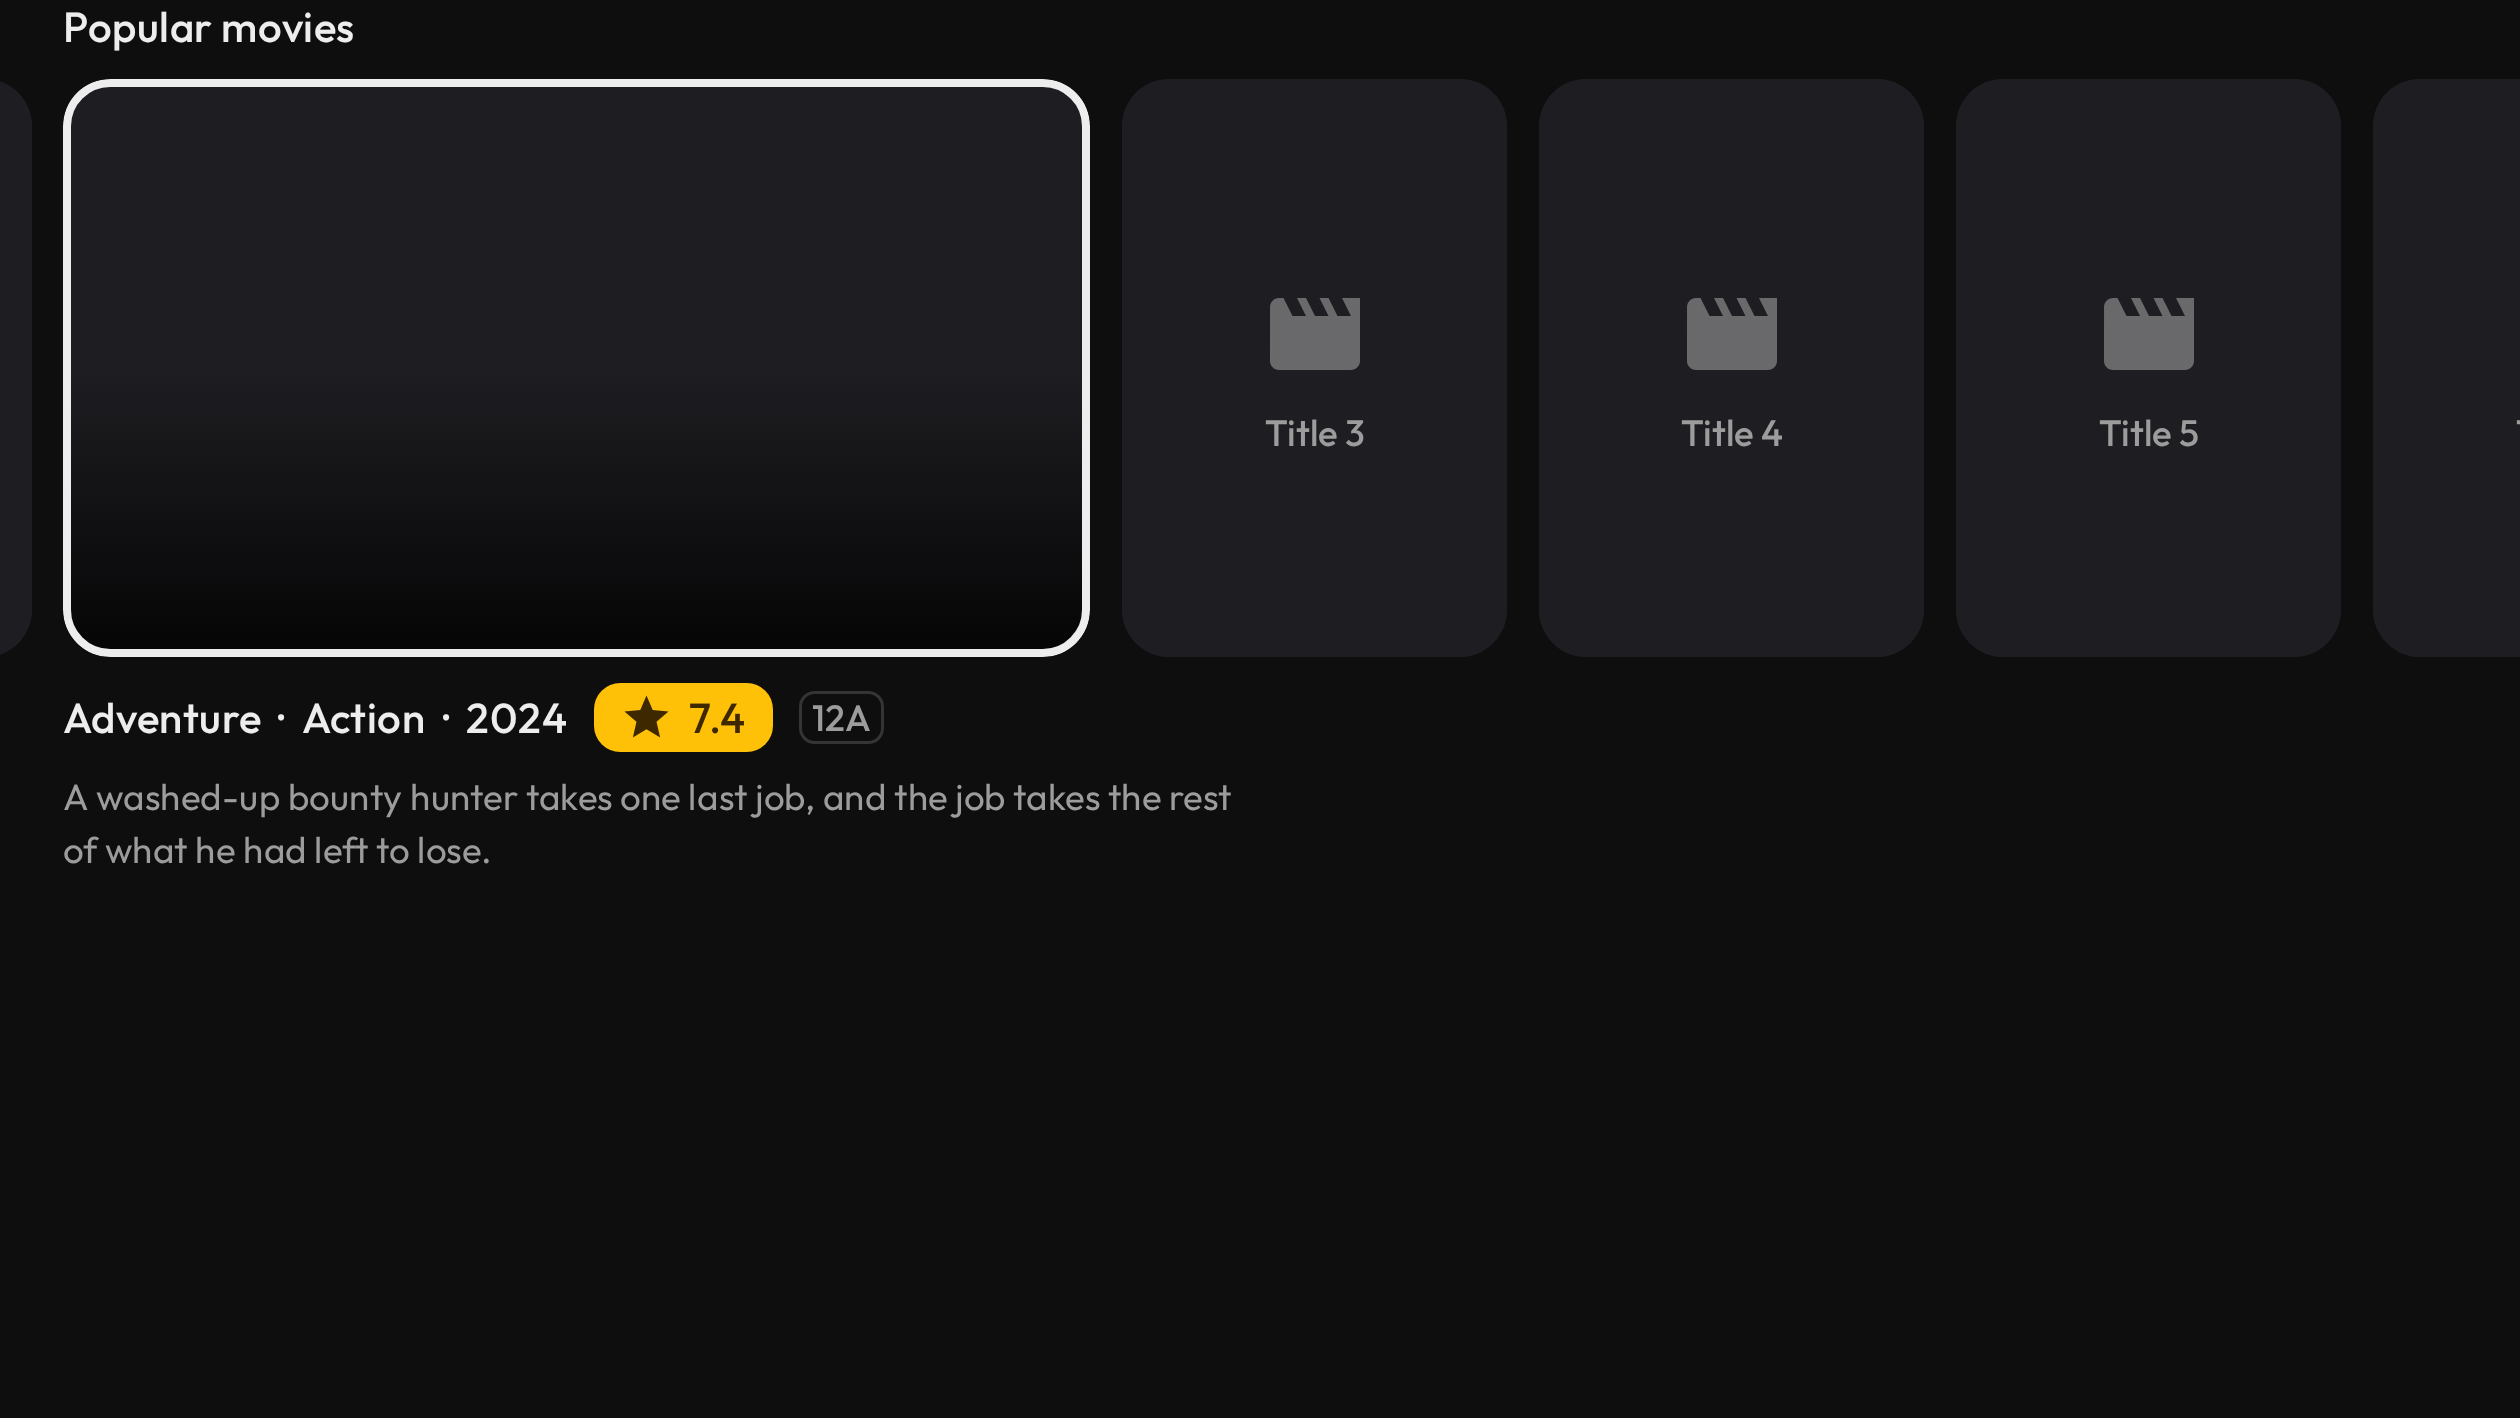 Popular movies
Title 3
Title 4
Title 5
Adventure · Action · 2024 7.4 12A
A washed-up bounty hunter takes one last job, and the job takes the rest
of what he had left to lose.